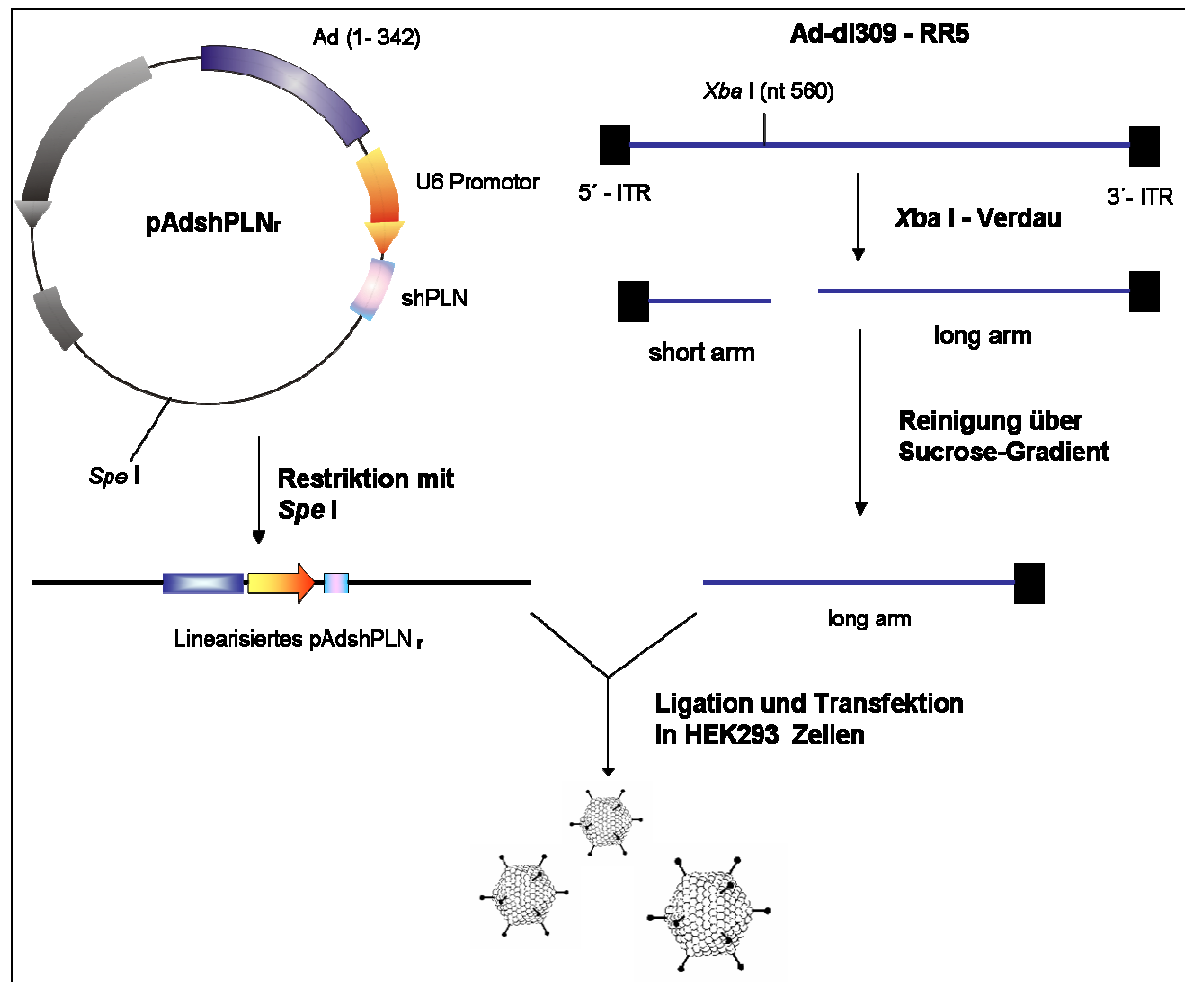 Ad (1- 342)
U6 Promotor
pAdshPLNr
shPLN
Spe I
Restriktion mit
Spe I
Linearisiertes pAdshPLN r
Ad-dl309 - RR5
Xba I (nt 560)
5´ - ITR
3´- ITR
Xba I - Verdau
short arm
long arm
Reinigung über
Sucrose-Gradient
long arm
Ligation und Transfektion
in HEK293 Zellen